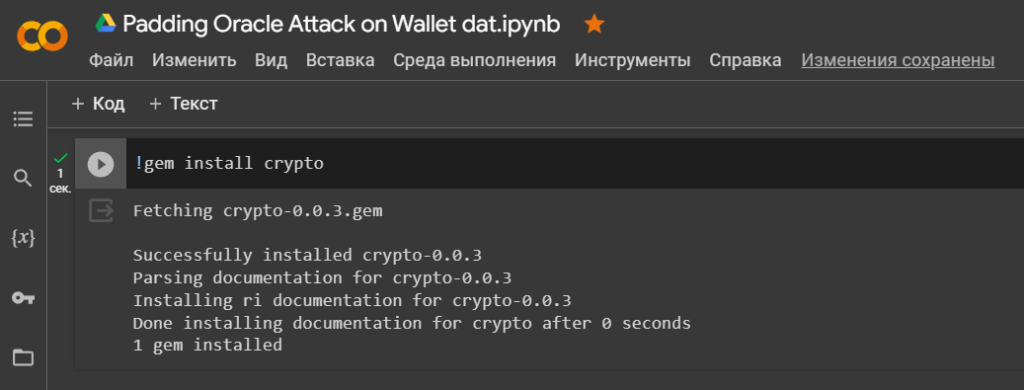 Padding Oracle Attack on Wallet dat.ipynb
Файл Изменить Вид Вставка Среда выполнения Инструменты Справка Изменения сохранены
+ Код + Текст
1 сек.
!gem install crypto
Fetching crypto-0.0.3.gem
Successfully installed crypto-0.0.3
Parsing documentation for crypto-0.0.3
Installing ri documentation for crypto-0.0.3
Done installing documentation for crypto after 0 seconds
1 gem installed
{x}